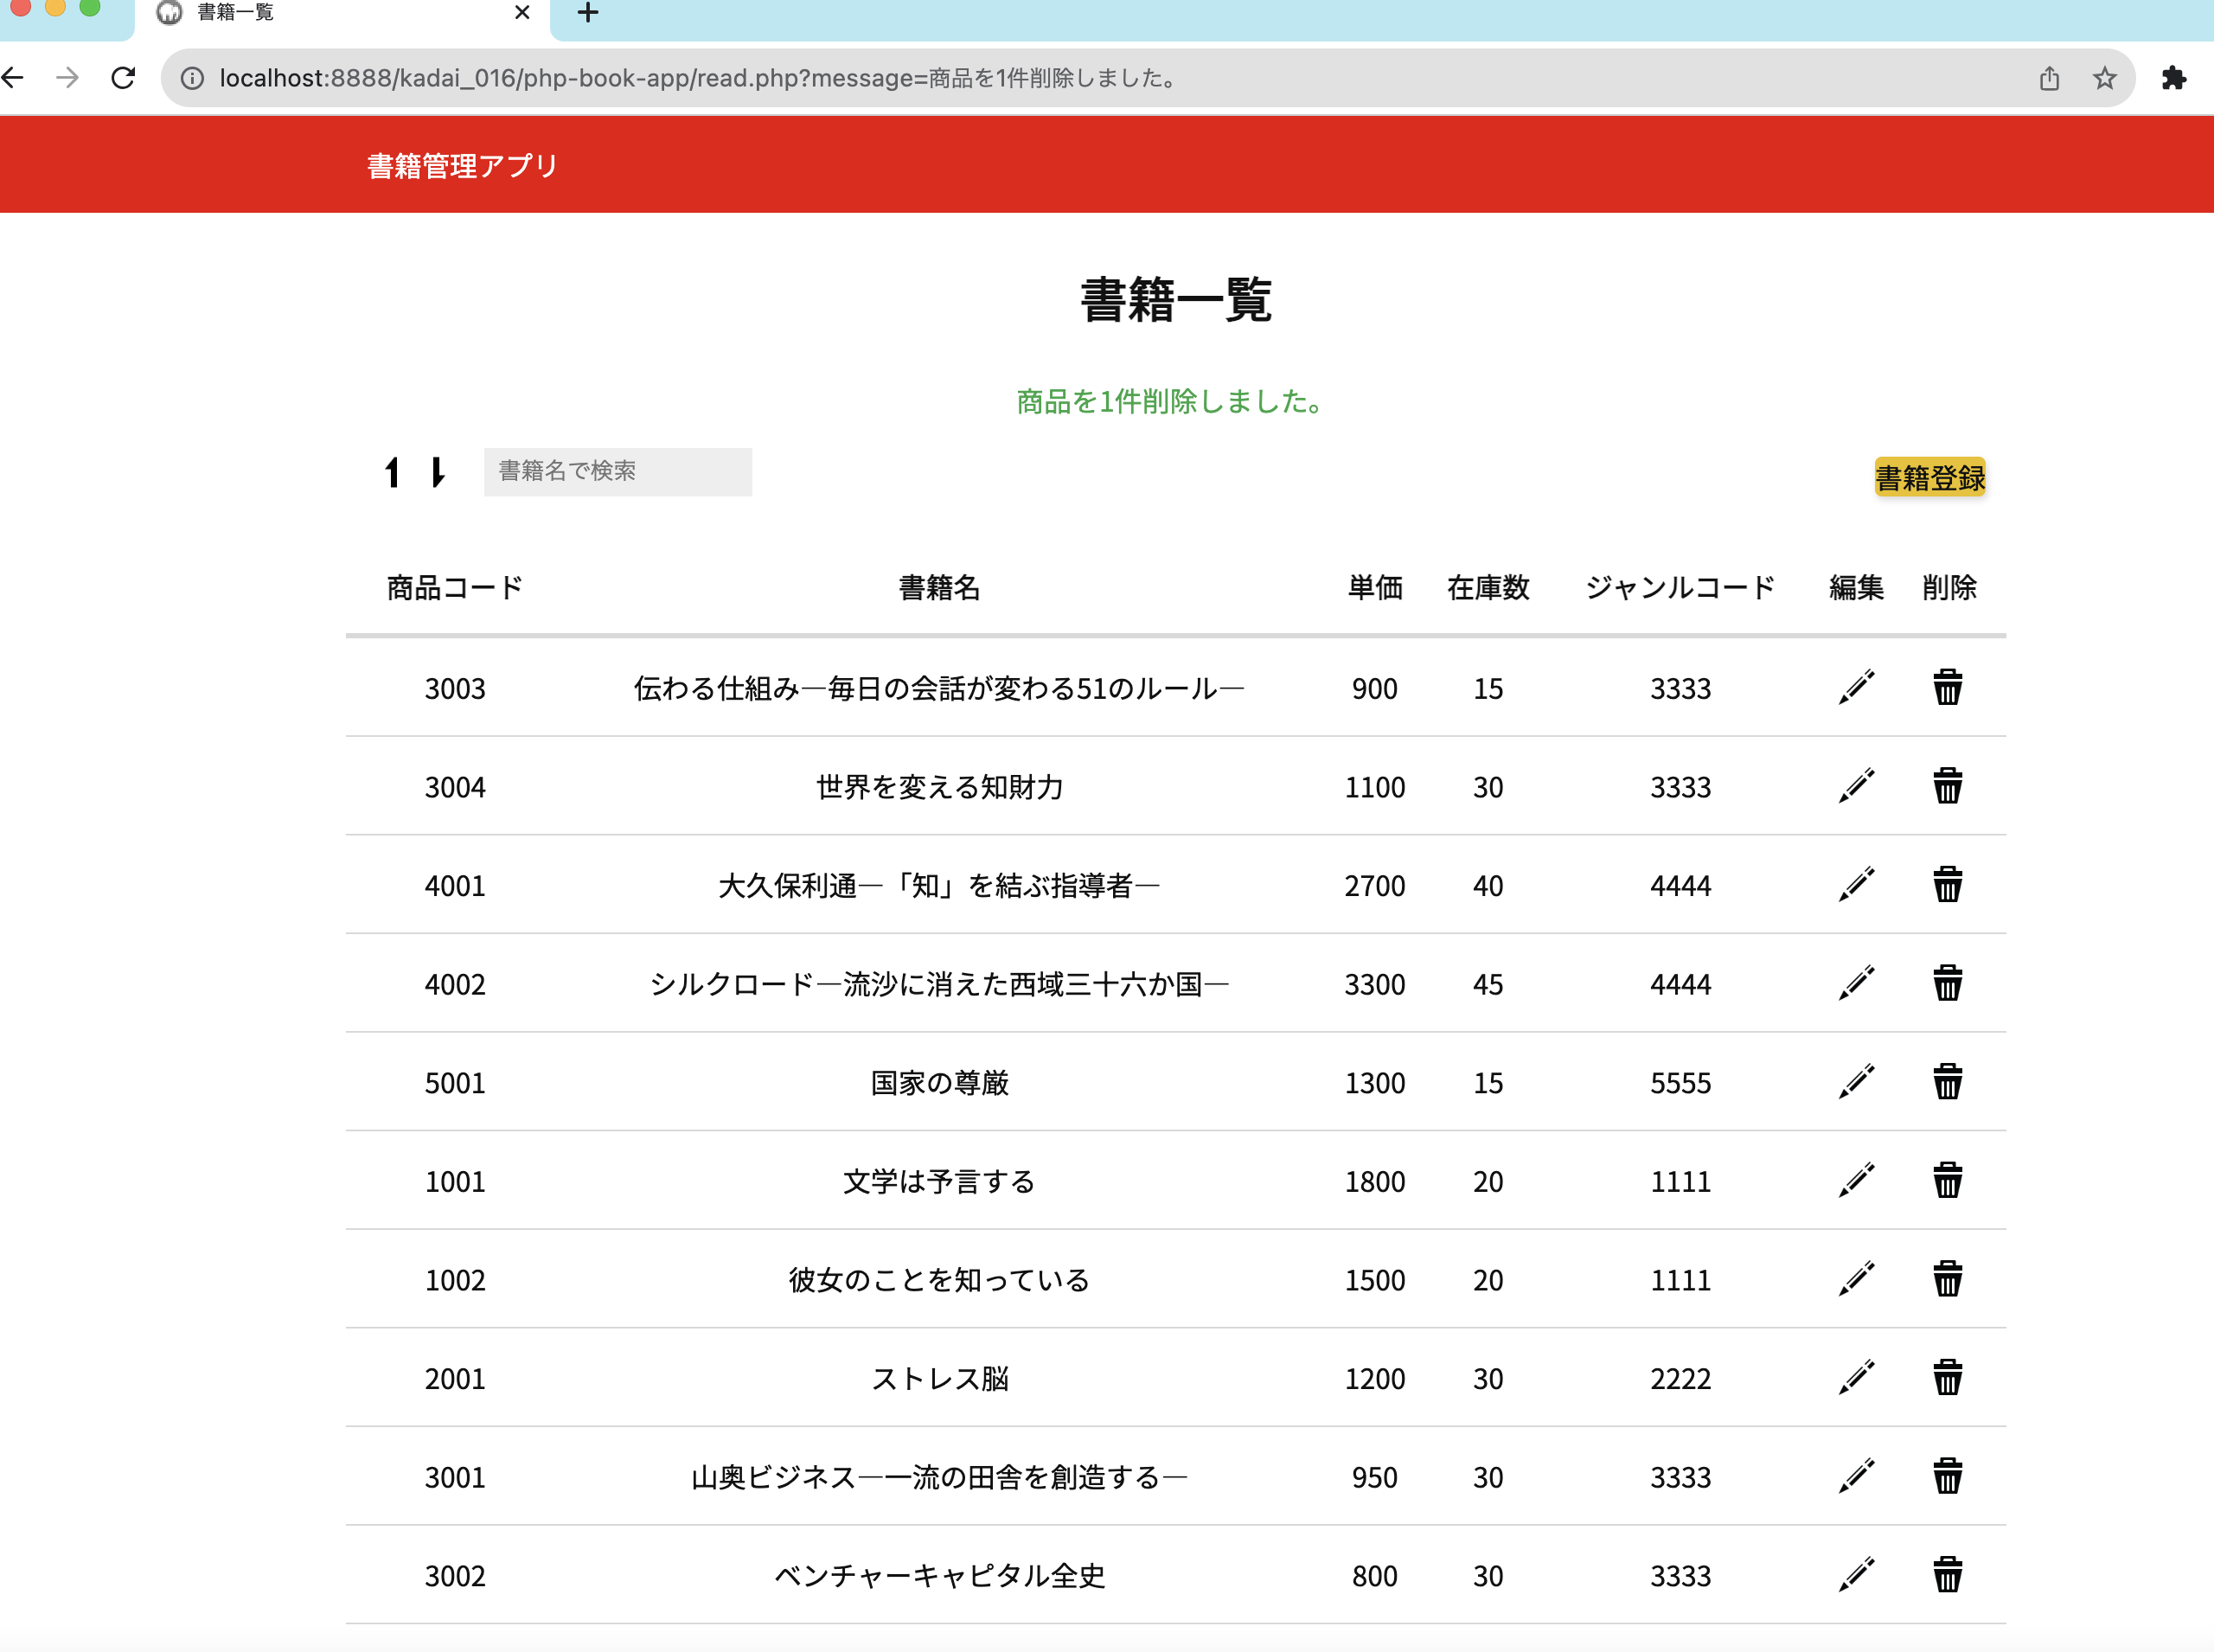 書籍一覧
localhost:8888/kadai_016/php-book-app/read.php?message=商品を1件削除しました。
書籍管理アプリ
書籍一覧
商品を1件削除しました。
書籍名で検索 書籍登録
商品コード 書籍名 単価 在庫数 ジャンルコード 編集 削除
3003 伝わる仕組み―毎日の会話が変わる51のルール― 900 15 3333
3004 世界を変える知財力 1100 30 3333
4001 大久保利通―「知」を結ぶ指導者― 2700 40 4444
4002 シルクロード―流沙に消えた西域三十六か国― 3300 45 4444
5001 国家の尊厳 1300 15 5555
1001 文学は予言する 1800 20 1111
1002 彼女のことを知っている 1500 20 1111
2001 ストレス脳 1200 30 2222
3001 山奥ビジネス―一流の田舎を創造する― 950 30 3333
3002 ベンチャーキャピタル全史 800 30 3333